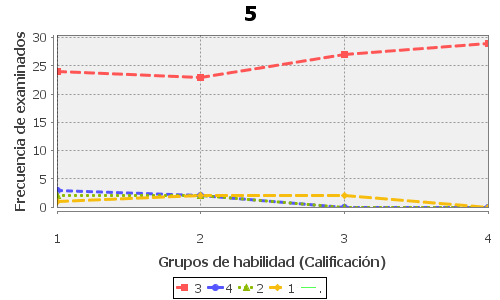 5
Frecuencia de examinados
30
25
20
15
10
5
0
1 2 3 4
Grupos de habilidad (Calificación)
3 4 2 1 .